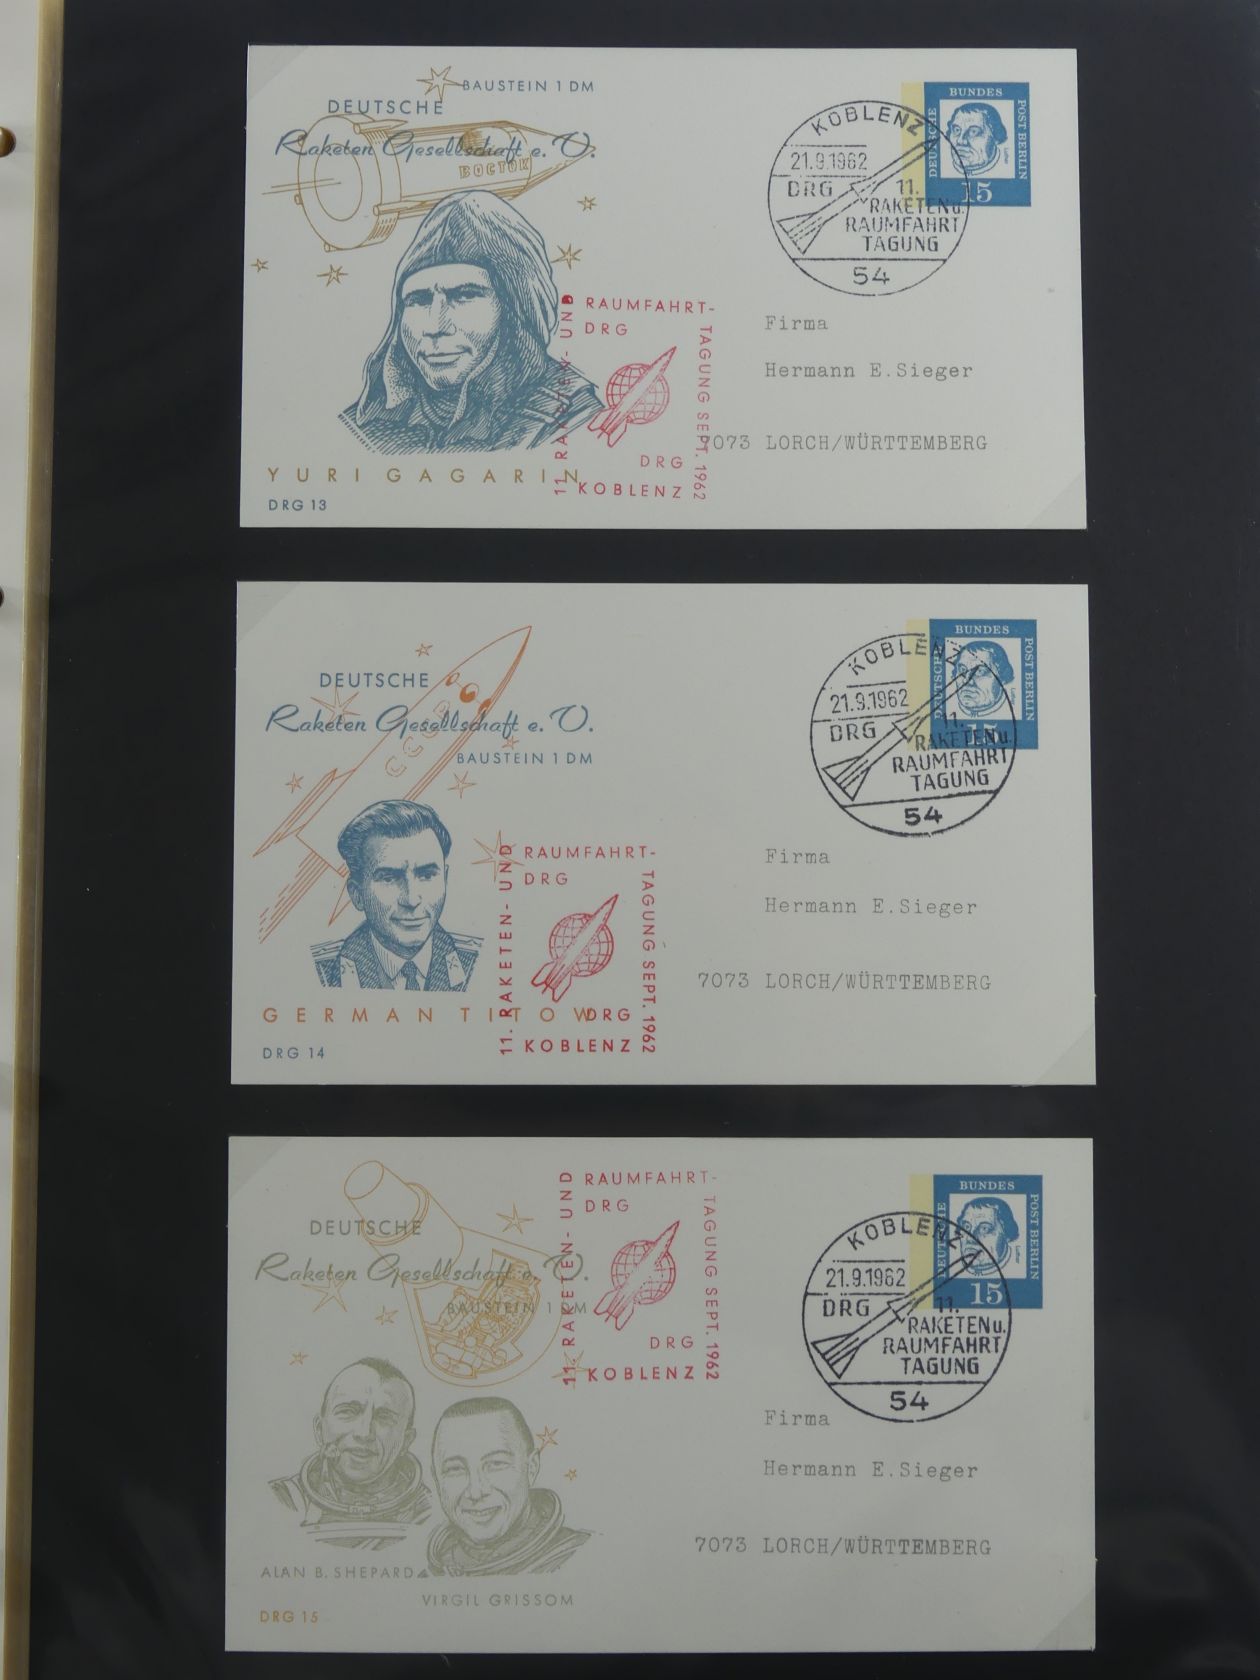 BAUSTEIN 1 DM
DEUTSCHE
Raketen Gesellschaft e. V.
BOCTOK
YURI GAGARIN
DRG 13
11. RAKETEN- UND
RAUMFAHRT-
DRG
TAGUNG SEPT. 1962
DRG
KOBLENZ
KOBLENZ
21.9.1962
DRG
11.
RAKETEN u.
RAUMFAHRT
TAGUNG
54
BUNDES
DEUTSCHE
POST BERLIN
Luther
15
Firma
Hermann E.Sieger
7073 LORCH/WÜRTTEMBERG
DEUTSCHE
Raketen Gesellschaft e. V.
BAUSTEIN 1 DM
CCCP
GERMAN TITOW
DRG 14
11. RAKETEN- UND
RAUMFAHRT-
DRG
TAGUNG SEPT. 1962
DRG
KOBLENZ
KOBLENZ
21.9.1962
DRG
11.
RAKETEN u.
RAUMFAHRT
TAGUNG
54
BUNDES
DEUTSCHE
POST BERLIN
Luther
15
Firma
Hermann E.Sieger
7073 LORCH/WÜRTTEMBERG
DEUTSCHE
Raketen Gesellschaft e. V.
BAUSTEIN 1 DM
ALAN B. SHEPARD
VIRGIL GRISSOM
DRG 15
11. RAKETEN- UND
RAUMFAHRT-
DRG
TAGUNG SEPT. 1962
DRG
KOBLENZ
KOBLENZ
21.9.1962
DRG
11.
RAKETEN u.
RAUMFAHRT
TAGUNG
54
BUNDES
DEUTSCHE
POST BERLIN
Luther
15
Firma
Hermann E.Sieger
7073 LORCH/WÜRTTEMBERG